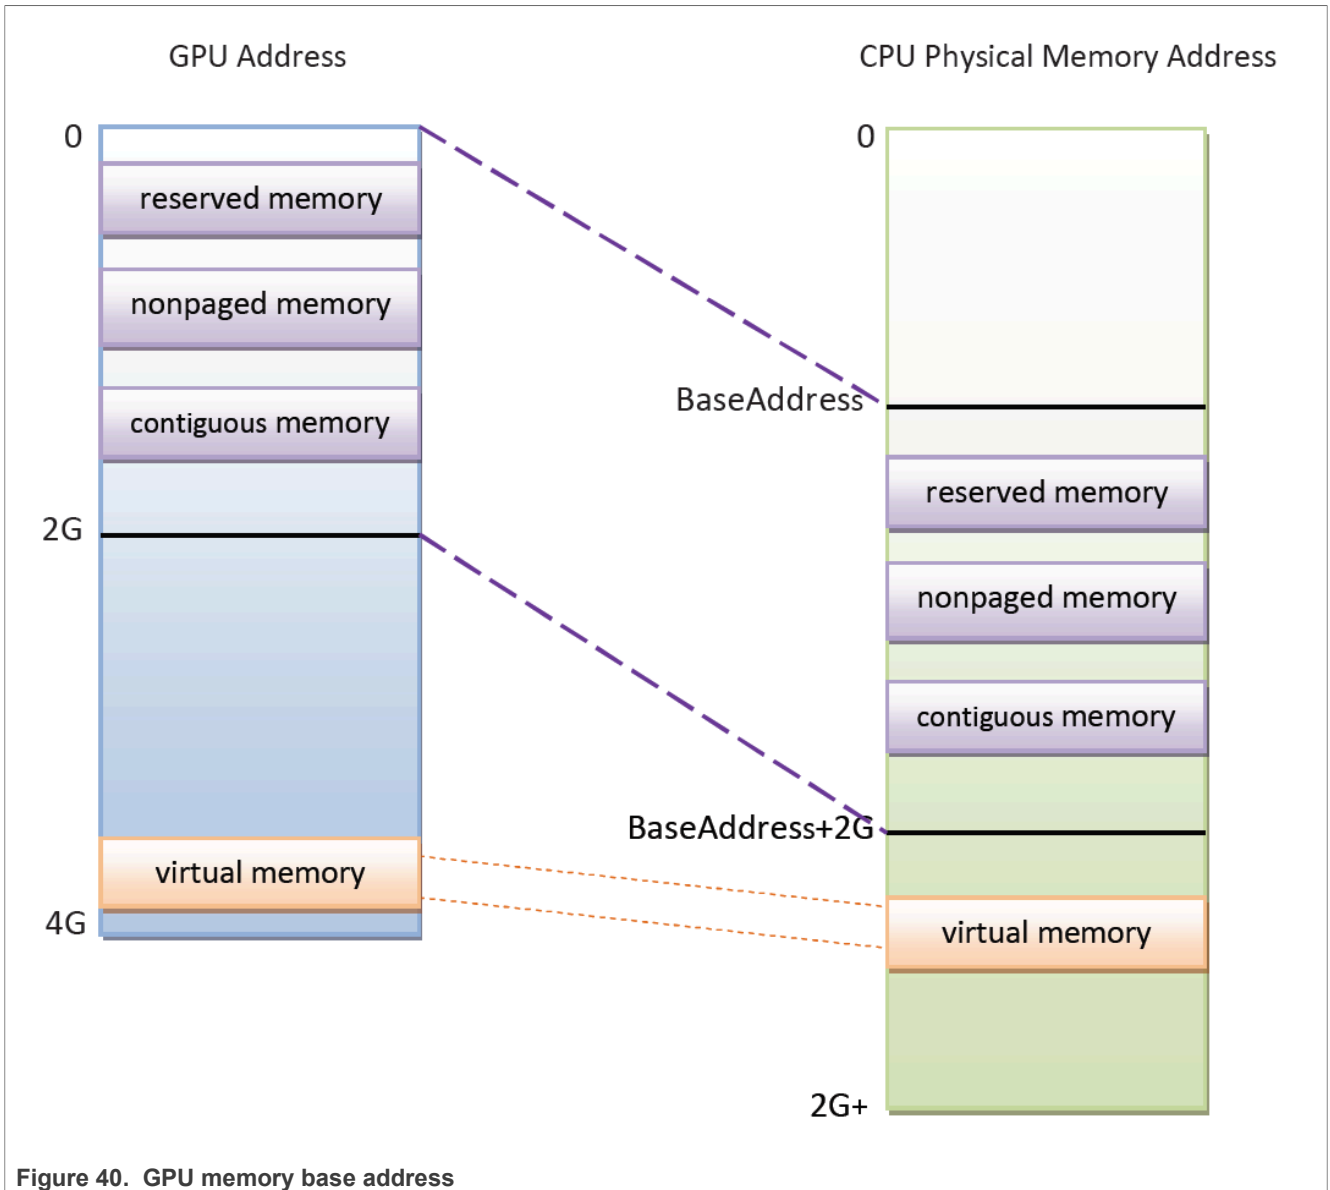 GPU Address
CPU Physical Memory Address
0
0
reserved memory
nonpaged memory
BaseAddress
contiguous memory
reserved memory
2G
nonpaged memory
contiguous memory
BaseAddress+2G
virtual memory
4G
virtual memory
2G+
Figure 40. GPU memory base address